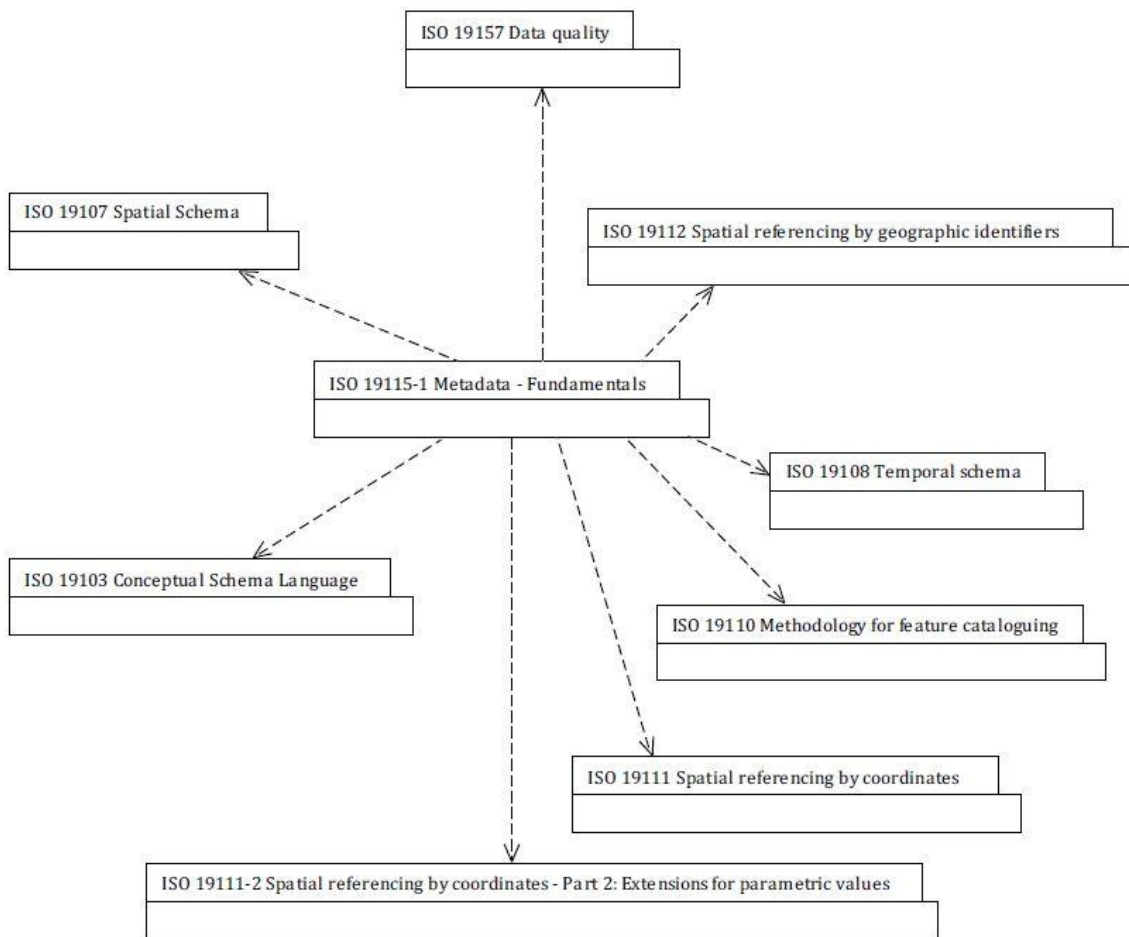 ISO 19157 Data quality
ISO 19107 Spatial Schema
ISO 19112 Spatial referencing by geographic identifiers
ISO 19115-1 Metadata - Fundamentals
ISO 19108 Temporal schema
ISO 19103 Conceptual Schema Language
ISO 19110 Methodology for feature cataloguing
ISO 19111 Spatial referencing by coordinates
ISO 19111-2 Spatial referencing by coordinates - Part 2: Extensions for parametric values